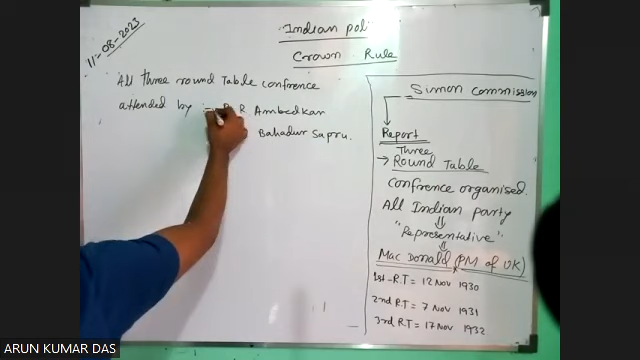 11-08-2023
Indian poli
Crown Rule
All three round Table confrence
attended by :- B R Ambedkar
Bahadur Sapru.
Simon Commission
Report
Three
→ Round Table
Confrence organised.
All Indian party
⇓
"Representative".
⇓
Mac Donald (PM of UK)
1st - R.T = 12 Nov 1930
2nd R.T = 7 Nov 1931
3rd R.T = 17 Nov 1932
ARUN KUMAR DAS